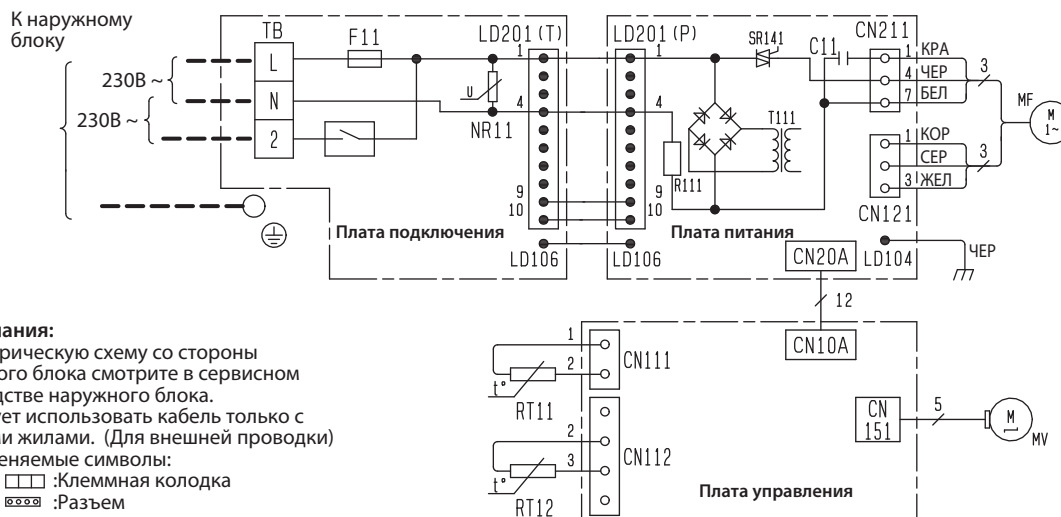 К наружному
блоку
TB
F11
LD201 (T)
LD201 (P)
SR141
C11
CN211
230В ~
L
1
1
1
КРА
3
4
ЧЕР
7
БЕЛ
MF
M
1~
N
230В ~
U
4
4
NR11
2
T111
R111
1
КОР
3
СЕР
3
ЖЕЛ
9
10
9
10
CN121
Плата подключения
Плата питания
LD106
LD106
CN20A
LD104
ЧЕР
12
CN10A
ания:
рическую схему со стороны
ого блока смотрите в сервисном
дстве наружного блока.
ует использовать кабель только с
ми жилами. (Для внешней проводки)
еняемые символы:
:Клеммная колодка
:Разъем
1
2
CN111
t°
RT11
2
3
CN112
t°
RT12
CN
151
5
M
MV
Плата управления